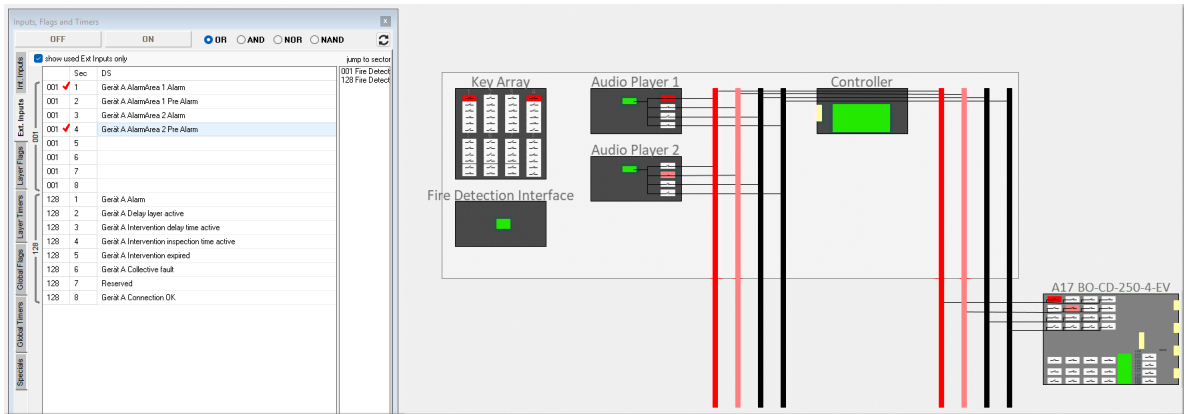 Inputs, Flags and Timers
x
OFF ON OR AND NOR NAND
show used Ext Inputs only
jump to sector
Sec DS
001 1 Gerät A AlarmArea 1 Alarm
001 2 Gerät A AlarmArea 1 Pre Alarm
001 3 Gerät A AlarmArea 2 Alarm
001 4 Gerät A AlarmArea 2 Pre Alarm
001 5
001 6
001 7
001 8
128 1 Gerät A Alarm
128 2 Gerät A Delay layer active
128 3 Gerät A Intervention delay time active
128 4 Gerät A Intervention inspection time active
128 5 Gerät A Intervention expired
128 6 Gerät A Collective fault
128 7 Reserved
128 8 Gerät A Connection OK
001 Fire Detect
128 Fire Detect
Int. Inputs
Ext. Inputs
Layer Flags
Layer Timers
Global Flags
Global Timers
Specials
001
128
Key Array
Audio Player 1
Controller
Audio Player 2
Fire Detection Interface
A17 BO-CD-250-4-EV